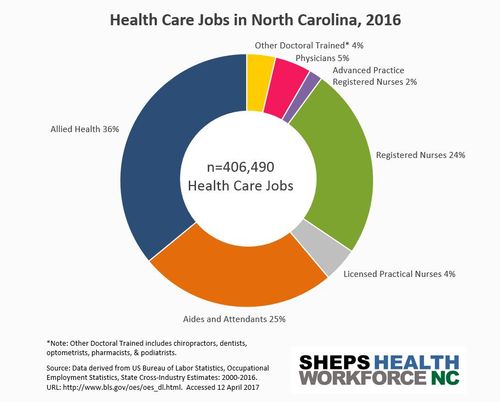 Health Care Jobs in North Carolina, 2016
Other Doctoral Trained* 4%
Physicians 5%
Advanced Practice
Registered Nurses 2%
Allied Health 36%
Registered Nurses 24%
n=406,490
Health Care Jobs
Licensed Practical Nurses 4%
Aides and Attendants 25%
*Note: Other Doctoral Trained includes chiropractors, dentists,
optometrists, pharmacists, & podiatrists.
Source: Data derived from US Bureau of Labor Statistics, Occupational
Employment Statistics, State Cross-Industry Estimates: 2000-2016.
URL: http://www.bls.gov/oes/oes_dl.html. Accessed 12 April 2017
SHEPS HEALTH
WORKFORCE NC